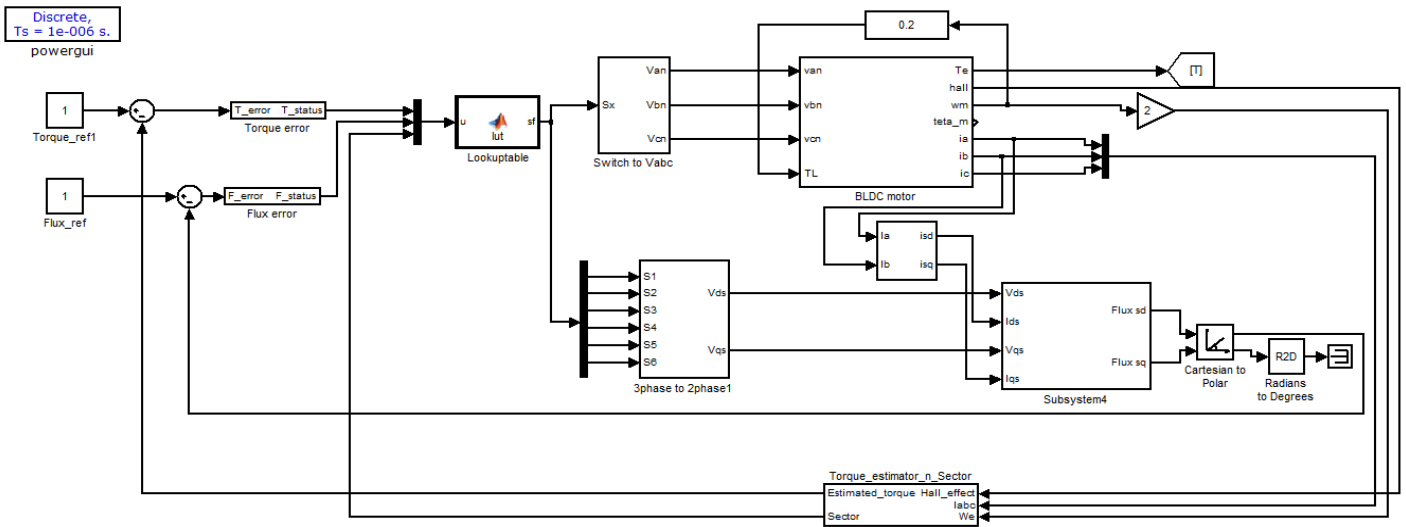 Discrete,
Ts = 1e-006 s.
powergui
1
Torque_ref1
T_error T_status
Torque error
1
Flux_ref
F_error F_status
Flux error
u
lut
sf
Lookuptable
Sx
Van
Vbn
Vcn
Switch to Vabc
0.2
van
vbn
vcn
TL
Te
hall
wm
teta_m
ia
ib
ic
BLDC motor
[T]
2
Ia
Ib
isd
isq
S1
S2
S3
S4
S5
S6
Vds
Vqs
3phase to 2phase1
Vds
Ids
Vqs
Iqs
Flux sd
Flux sq
Subsystem4
Cartesian to
Polar
R2D
Radians
to Degrees
Torque_estimator_n_Sector
Estimated_torque Hall_effect
Iabc
Sector We